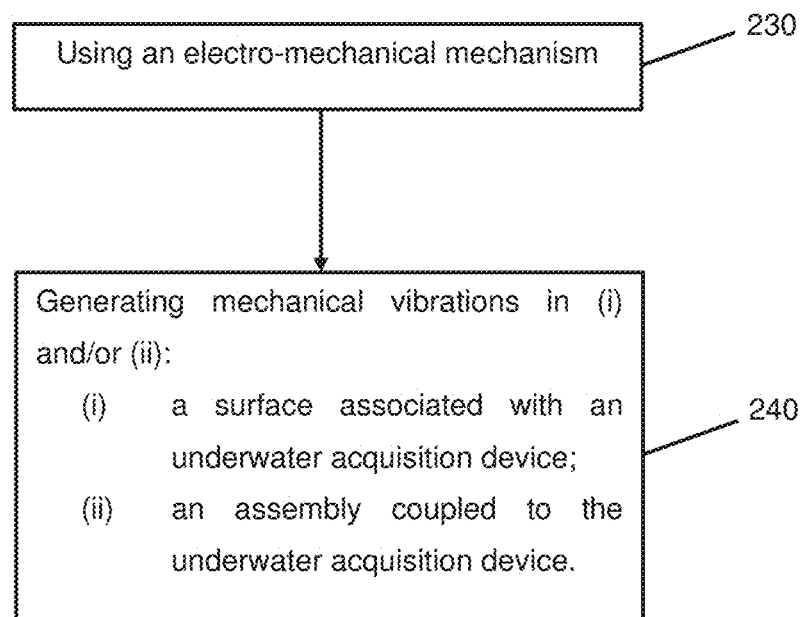 230
Using an electro-mechanical mechanism
Generating mechanical vibrations in (i)
and/or (ii):
(i) a surface associated with an
underwater acquisition device;
240
(ii) an assembly coupled to the
underwater acquisition device.